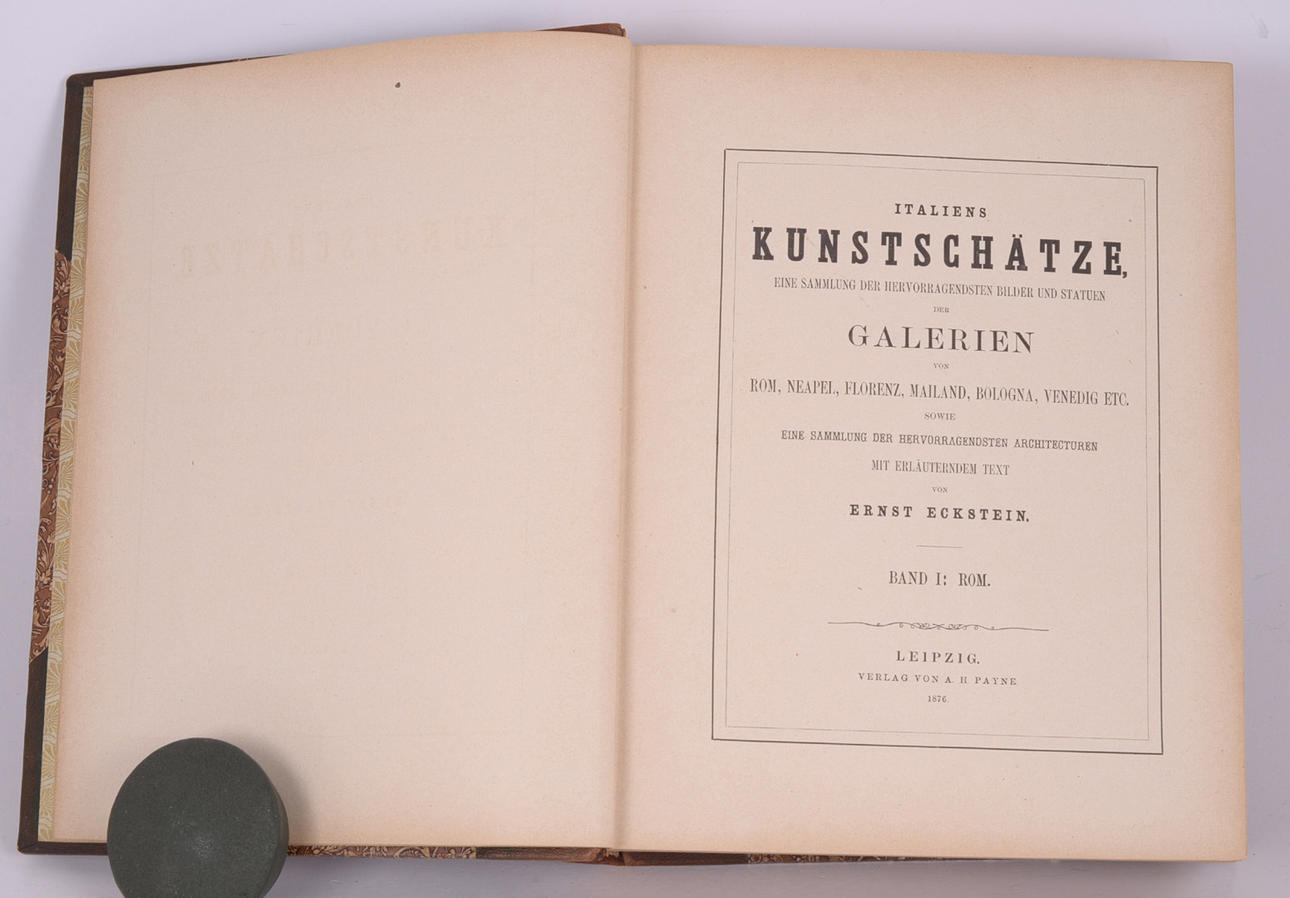 ITALIENS
KUNSTSCHÄTZE,
EINE SAMMLUNG DER HERVORRAGENDSTEN BILDER UND STATUEN
DER
GALERIEN
VON
ROM, NEAPEL, FLORENZ, MAILAND, BOLOGNA, VENEDIG ETC.
SOWIE
EINE SAMMLUNG DER HERVORRAGENDSTEN ARCHITECTUREN
MIT ERLÄUTERNDEM TEXT
VON
ERNST ECKSTEIN.
BAND I: ROM.
LEIPZIG.
VERLAG VON A. H PAYNE.
1876.